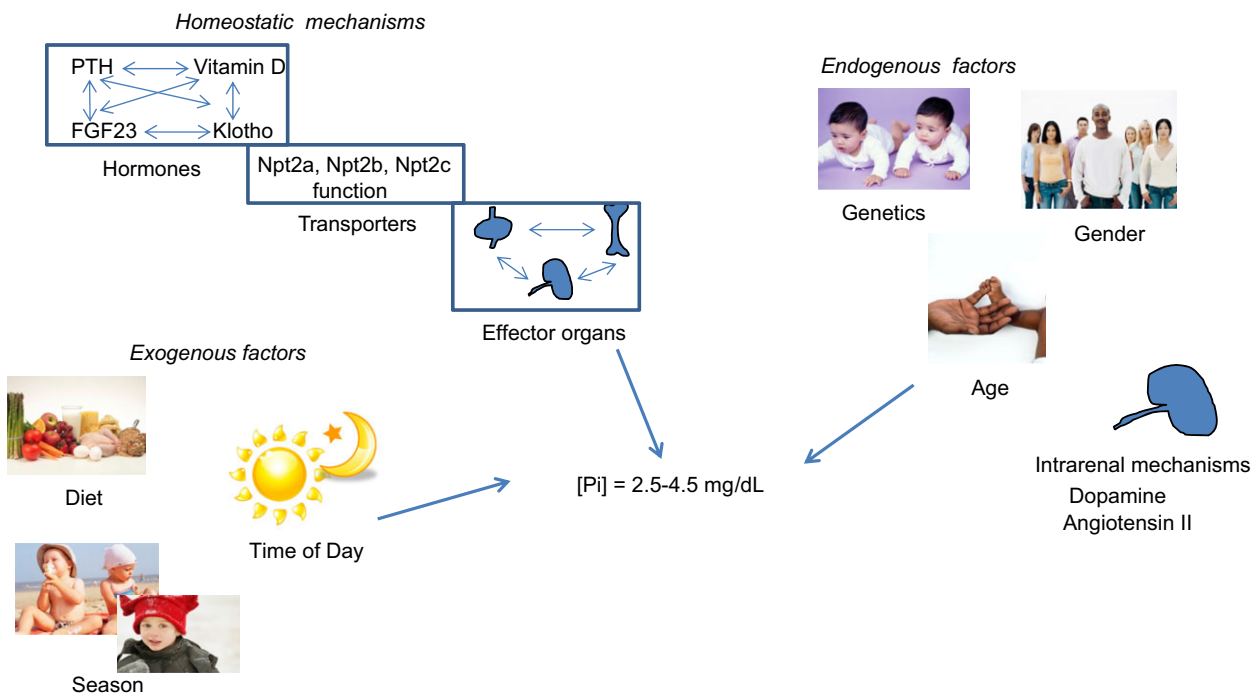 Homeostatic mechanisms
PTH Vitamin D
FGF23 Klotho
Hormones
Npt2a, Npt2b, Npt2c
function
Transporters
Effector organs
Endogenous factors
Genetics
Gender
Age
Intrarenal mechanisms
Dopamine
Angiotensin II
Exogenous factors
Diet
Time of Day
Season
[Pi] = 2.5-4.5 mg/dL